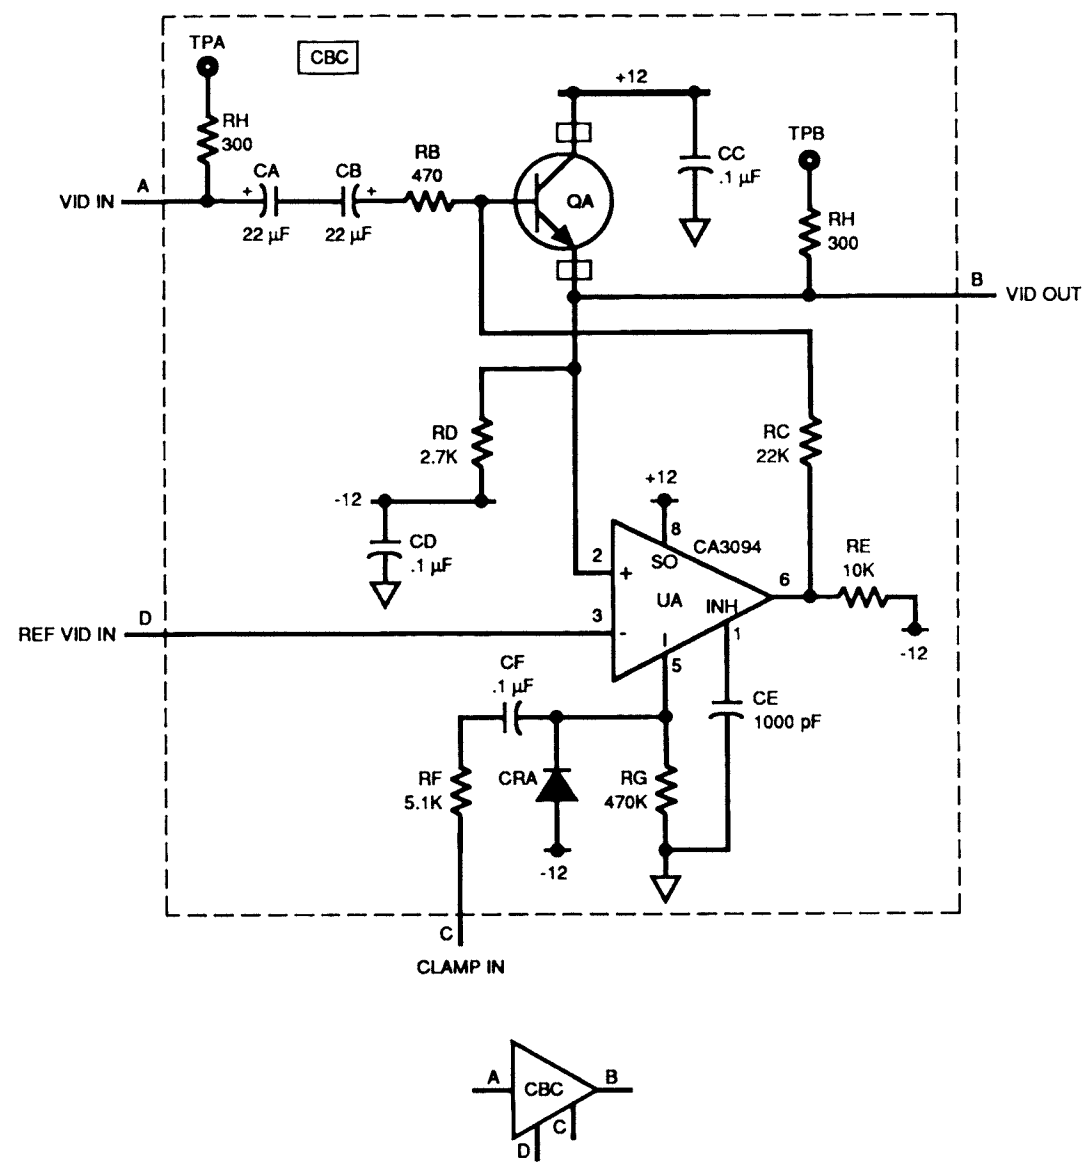 TPA
CBC
+12
RH
300
RB
470
CC
.1 µF
TPB
CA
CB
A
VID IN
+
+
QA
RH
300
22 µF
22 µF
B
VID OUT
RD
2.7K
RC
22K
+12
-12
8
CD
.1 µF
CA3094
SO
RE
10K
2
+
6
UA
INH
D
3
REF VID IN
-
I
1
5
-12
CF
.1 µF
CE
1000 pF
RF
5.1K
CRA
RG
470K
-12
C
CLAMP IN
A
CBC
B
C
D